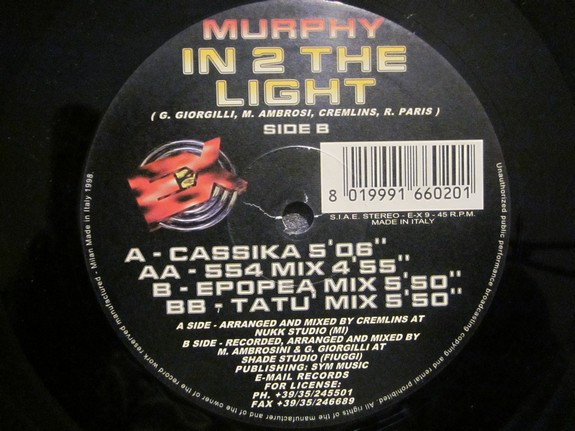 MURPHY
IN 2 THE
LIGHT
( G. GIORGILLI, M. AMBROSI, CREMLINS, R. PARIS )
SIDE B
8 019991 660201
S.I.A.E. STEREO - E-X 9 - 45 R.P.M.
MADE IN ITALY
A - CASSIKA 5'06"
AA - 554 MIX 4'55"
B - EPOPEA MIX 5'50"
BB - TATU' MIX 5'50"
A SIDE - ARRANGED AND MIXED BY CREMLINS AT
NUKK STUDIO (MI)
B SIDE - RECORDED, ARRANGED AND MIXED BY
M. AMBROSINI & G. GIORGILLI AT
SHADE STUDIO (FIUGGI)
PUBLISHING: SYM MUSIC
E-MAIL RECORDS
FOR LICENSE:
PH. +39/35/245501
FAX +39/35/246689
Unauthorized public performance broadcasting copying and rental prohibited. All rights of the manufacturer and of the owner of the record work reserved manufactured - Milan Made in Italy 1998.